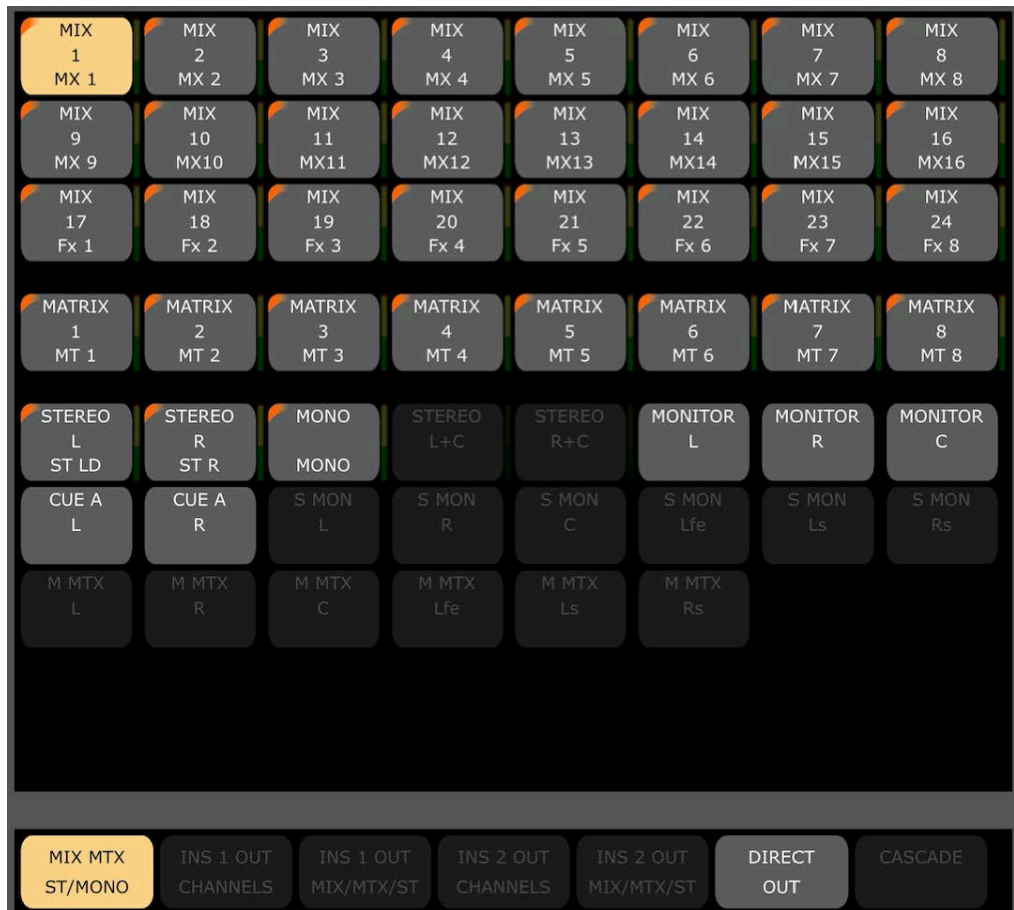 MIX MIX MIX MIX MIX MIX MIX MIX
1 2 3 4 5 6 7 8
MX 1 MX 2 MX 3 MX 4 MX 5 MX 6 MX 7 MX 8
MIX MIX MIX MIX MIX MIX MIX MIX
9 10 11 12 13 14 15 16
MX 9 MX10 MX11 MX12 MX13 MX14 MX15 MX16
MIX MIX MIX MIX MIX MIX MIX MIX
17 18 19 20 21 22 23 24
Fx 1 Fx 2 Fx 3 Fx 4 Fx 5 Fx 6 Fx 7 Fx 8
MATRIX MATRIX MATRIX MATRIX MATRIX MATRIX MATRIX MATRIX
1 2 3 4 5 6 7 8
MT 1 MT 2 MT 3 MT 4 MT 5 MT 6 MT 7 MT 8
STEREO STEREO MONO STEREO STEREO MONITOR MONITOR MONITOR
L R L+C R+C L R C
ST LD ST R MONO
CUE A CUE A S MON S MON S MON S MON S MON S MON
L R L R C Lfe Ls Rs
M MTX M MTX M MTX M MTX M MTX M MTX
L R C Lfe Ls Rs
MIX MTX INS 1 OUT INS 1 OUT INS 2 OUT INS 2 OUT DIRECT CASCADE
ST/MONO CHANNELS MIX/MTX/ST CHANNELS MIX/MTX/ST OUT